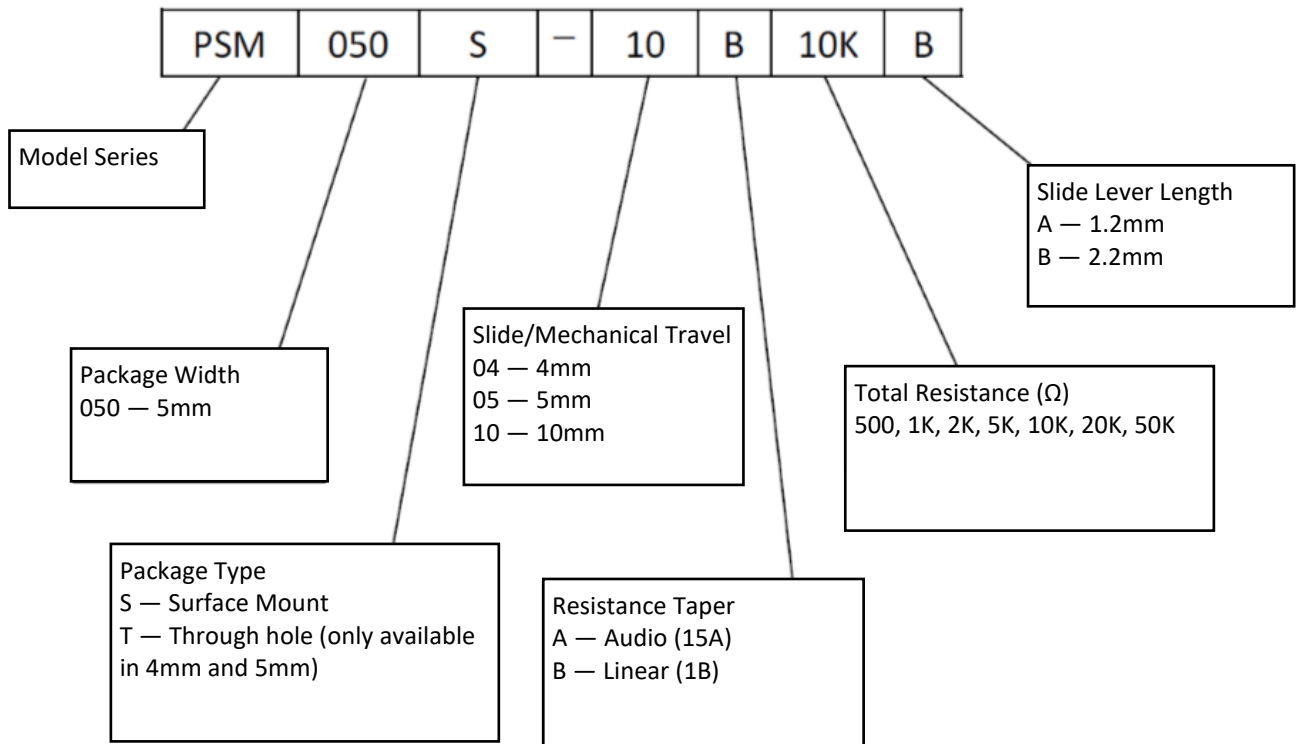 PSM 050 S – 10 B 10K B
Model Series
Slide Lever Length
A — 1.2mm
B — 2.2mm
Slide/Mechanical Travel
04 — 4mm
05 — 5mm
10 — 10mm
Package Width
050 — 5mm
Total Resistance (Ω)
500, 1K, 2K, 5K, 10K, 20K, 50K
Package Type
S — Surface Mount
T — Through hole (only available
in 4mm and 5mm)
Resistance Taper
A — Audio (15A)
B — Linear (1B)